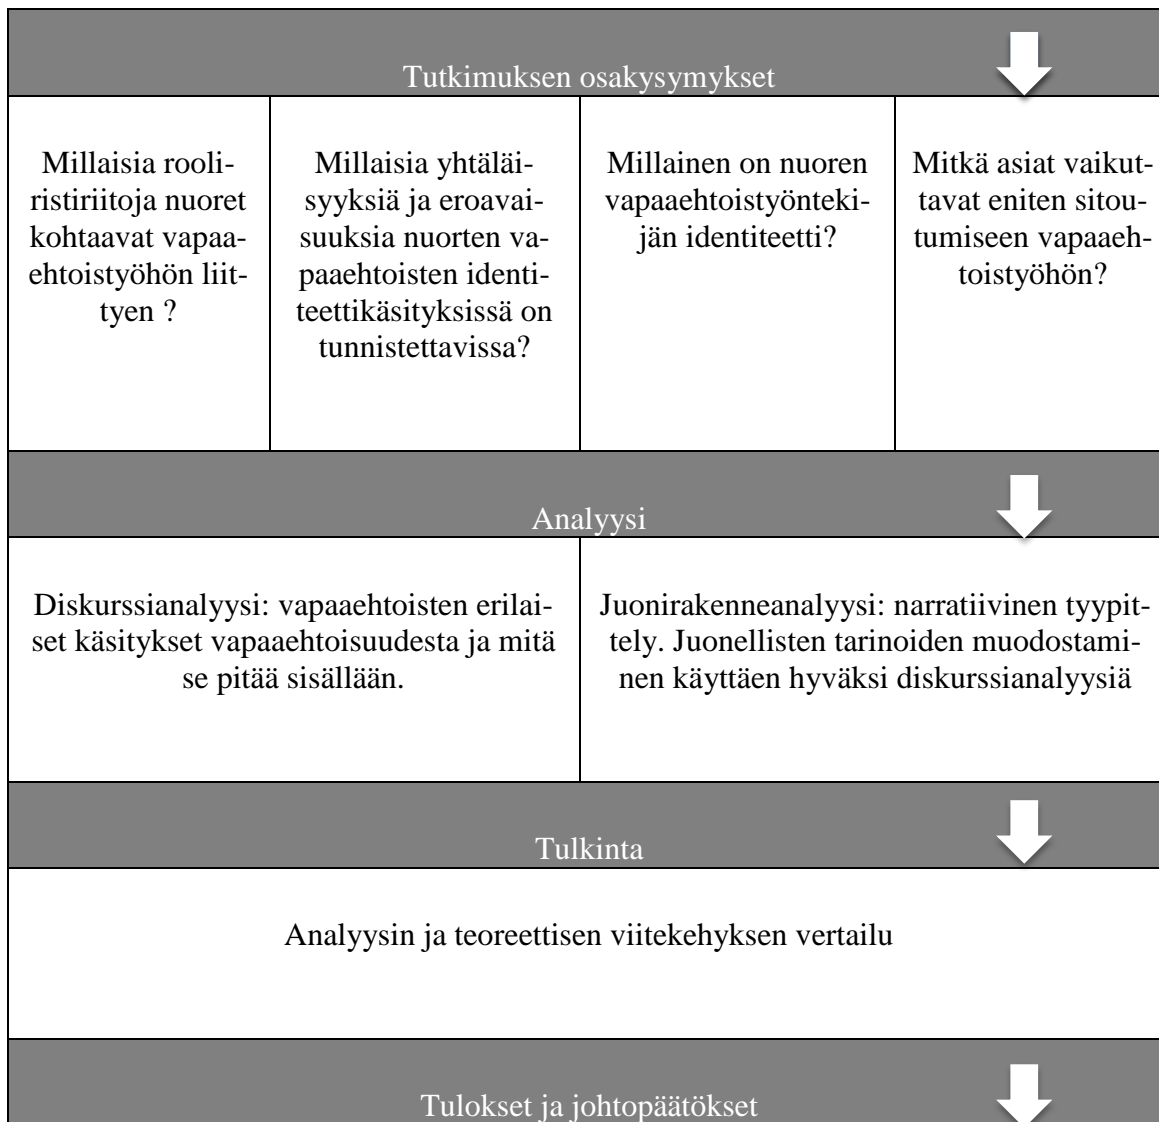 Tutkimuksen osakysymykset
Millaisia rooli-
ristiriitoja nuoret
kohtaavat vapaa-
ehtoistyöhön liit-
tyen ?
Millaisia yhtäläi-
syyksiä ja eroavai-
suuksia nuorten va-
paaehtoisten identi-
teettikäsityksissä on
tunnistettavissa?
Millainen on nuoren
vapaaehtoistyönteki-
jän identiteetti?
Mitkä asiat vaikut-
tavat eniten sitou-
tumiseen vapaaeh-
toistyöhön?
Analyysi
Diskurssianalyysi: vapaaehtoisten erilai-
set käsitykset vapaaehtoisuudesta ja mitä
se pitää sisällään.
Juonirakenneanalyysi: narratiivinen tyypit-
tely. Juonellisten tarinoiden muodostami-
nen käyttäen hyväksi diskurssianalyysiä
Tulkinta
Analyysin ja teoreettisen viitekehyksen vertailu
Tulokset ja johtopäätökset